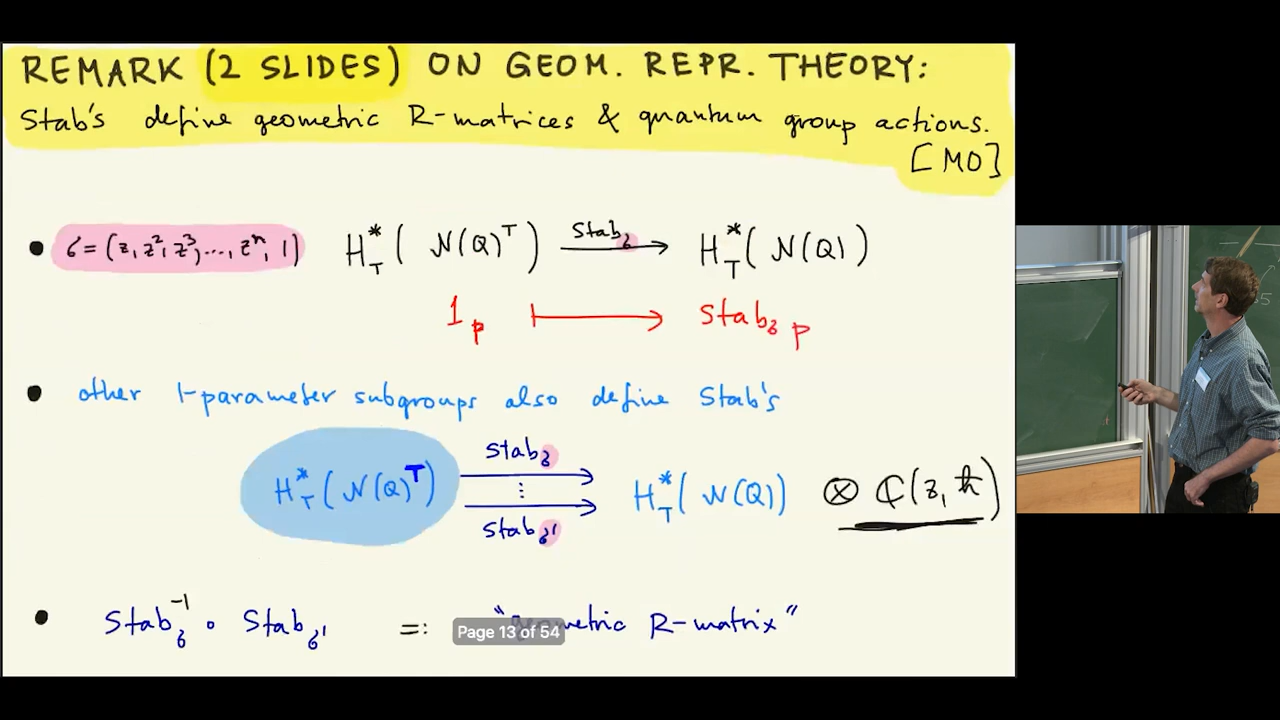 REMARK (2 SLIDES) ON GEOM. REPR. THEORY:
Stab's define geometric R-matrices & quantum group actions.
[MO]
• σ = (z, z², z³, ..., zⁿ, 1) H*_T( N(Q)^T ) —Stab_σ→ H*_T( N(Q) )
1_p ⟼ Stab_σ p
• other 1-parameter subgroups also define Stab's
Stab_σ
H*_T( N(Q)^T ) ⋮ H*_T( N(Q) ) ⊗ ℂ(z, ħ)
Stab_σ'
• Stab_σ^-1 ∘ Stab_σ' =: "geometric R-matrix"
Page 13 of 54